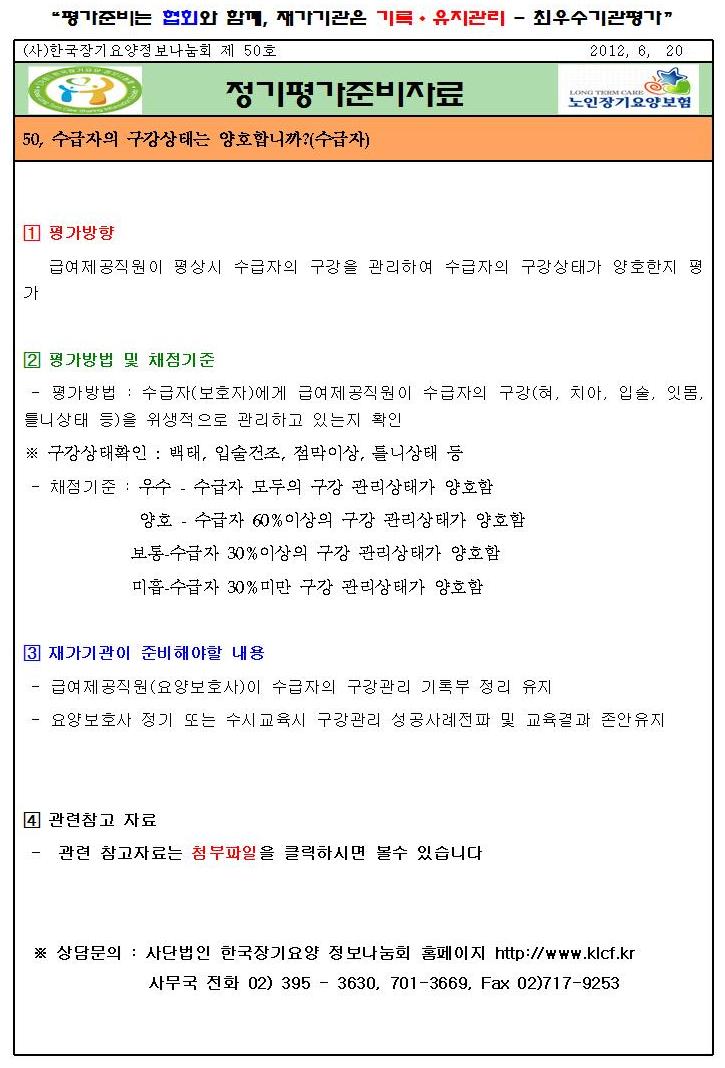 “평가준비는 협회와 함께, 재가기관은 기록·유지관리 - 최우수기관평가”
(사)한국장기요양정보나눔회 제 50호 2012, 6, 20
정기평가준비자료
LONG TERM CARE
노인장기요양보험
50, 수급자의 구강상태는 양호합니까?(수급자)
1 평가방향
급여제공직원이 평상시 수급자의 구강을 관리하여 수급자의 구강상태가 양호한지 평
가
2 평가방법 및 채점기준
- 평가방법 : 수급자(보호자)에게 급여제공직원이 수급자의 구강(혀, 치아, 입술, 잇몸,
틀니상태 등)을 위생적으로 관리하고 있는지 확인
※ 구강상태확인 : 백태, 입술건조, 점막이상, 틀니상태 등
- 채점기준 : 우수 - 수급자 모두의 구강 관리상태가 양호함
양호 - 수급자 60%이상의 구강 관리상태가 양호함
보통-수급자 30%이상의 구강 관리상태가 양호함
미흡-수급자 30%미만 구강 관리상태가 양호함
3 재가기관이 준비해야할 내용
- 급여제공직원(요양보호사)이 수급자의 구강관리 기록부 정리 유지
- 요양보호사 정기 또는 수시교육시 구강관리 성공사례전파 및 교육결과 존안유지
4 관련참고 자료
- 관련 참고자료는 첨부파일을 클릭하시면 볼수 있습니다
※ 상담문의 : 사단법인 한국장기요양 정보나눔회 홈페이지 http://www.klcf.kr
사무국 전화 02) 395 - 3630, 701-3669, Fax 02)717-9253